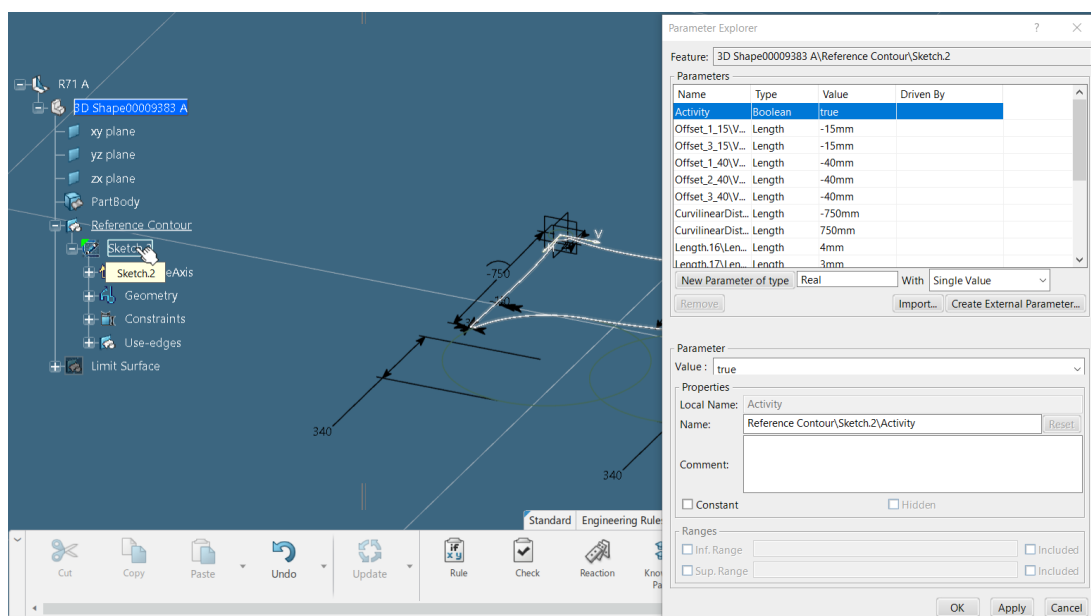 R71 A
3D Shape00009383 A
xy plane
yz plane
zx plane
PartBody
Reference Contour
Sketch.2
Sketch.2
eAxis
Geometry
Constraints
Use-edges
Limit Surface
V
-750
340
340
Parameter Explorer
Feature: 3D Shape00009383 A\Reference Contour\Sketch.2
Parameters
Name Type Value Driven By
Activity Boolean true
Offset_1_15\V... Length -15mm
Offset_3_15\V... Length -15mm
Offset_1_40\V... Length -40mm
Offset_2_40\V... Length -40mm
Offset_3_40\V... Length -40mm
CurvilinearDist... Length -750mm
CurvilinearDist... Length 750mm
Length.16\Len... Length 4mm
Length.17\Len... Length 3mm
New Parameter of type Real With Single Value
Remove Import... Create External Parameter...
Parameter
Value : true
Properties
Local Name: Activity
Name: Reference Contour\Sketch.2\Activity Reset
Comment:
Constant Hidden
Ranges
Inf. Range Included
Sup. Range Included
OK Apply Cancel
Standard Engineering Rule
Cut Copy Paste Undo Update Rule Check Reaction Kno
Pa